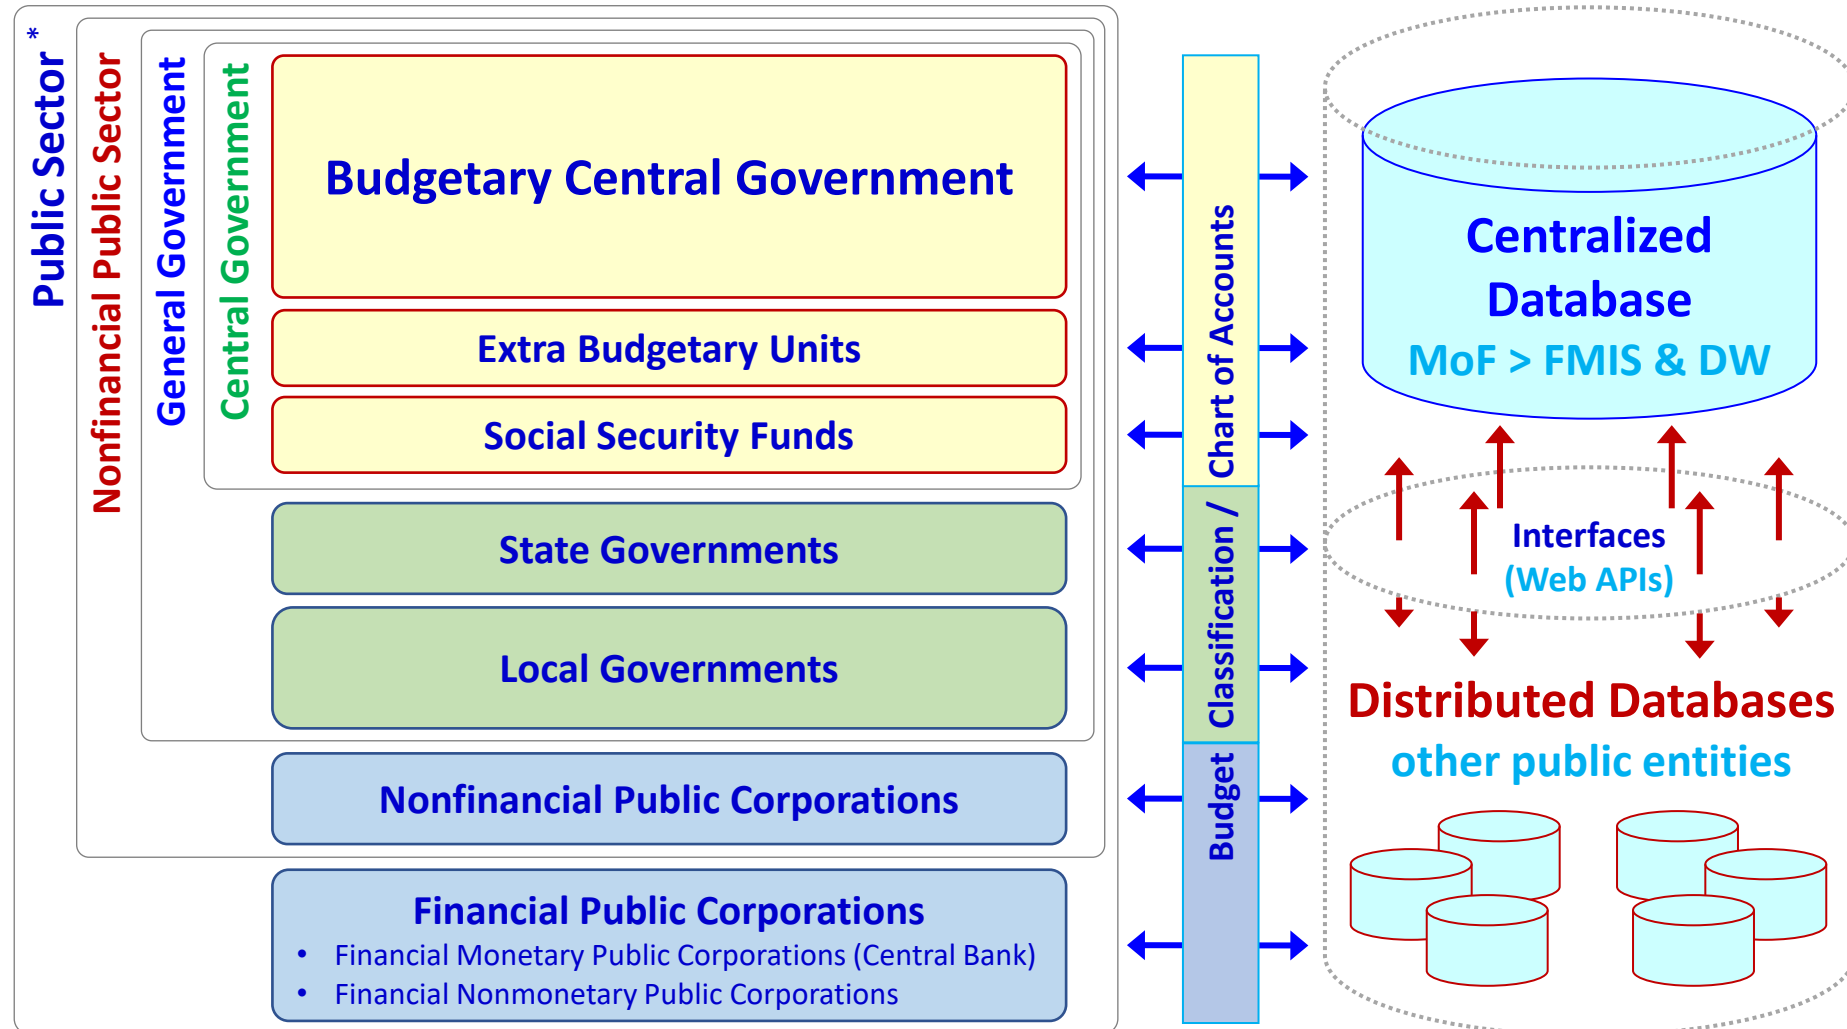 Public Sector *
Nonfinancial Public Sector
General Government
Central Government
Budgetary Central Government
Extra Budgetary Units
Social Security Funds
State Governments
Local Governments
Nonfinancial Public Corporations
Financial Public Corporations
• Financial Monetary Public Corporations (Central Bank)
• Financial Nonmonetary Public Corporations
Budget Classification / Chart of Accounts
Centralized
Database
MoF > FMIS & DW
Interfaces
(Web APIs)
Distributed Databases
other public entities